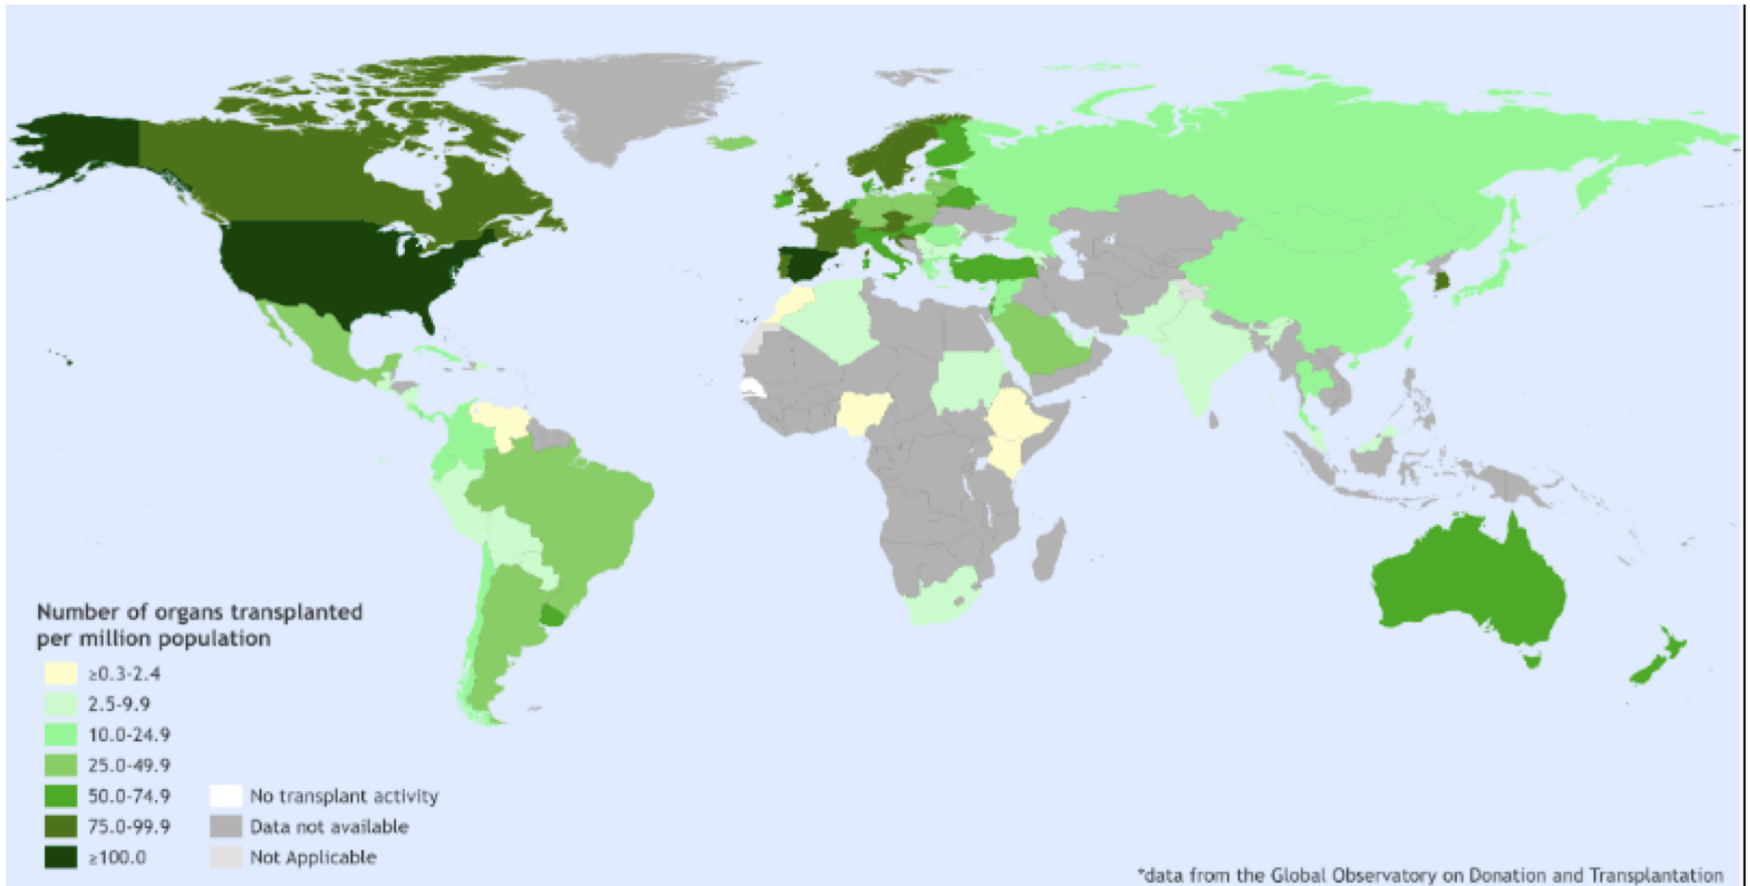 Number of organs transplanted
per million population
≥0.3-2.4
2.5-9.9
10.0-24.9
25.0-49.9
50.0-74.9
75.0-99.9
≥100.0
No transplant activity
Data not available
Not Applicable
*data from the Global Observatory on Donation and Transplantation